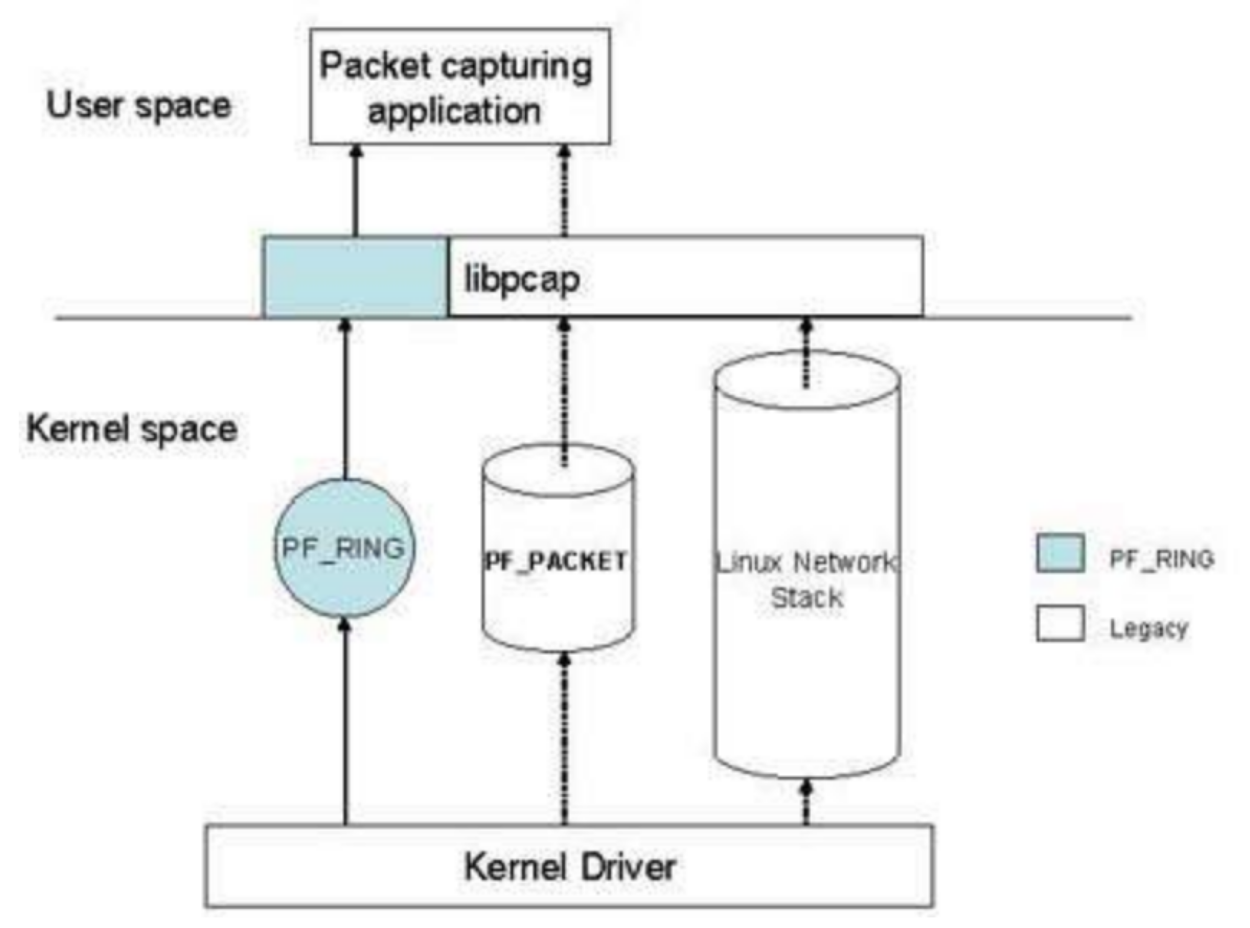 Packet capturing
application
User space
libpcap
Kernel space
PF_RING
PF_PACKET
Linux Network
Stack
PF_RING
Legacy
Kernel Driver